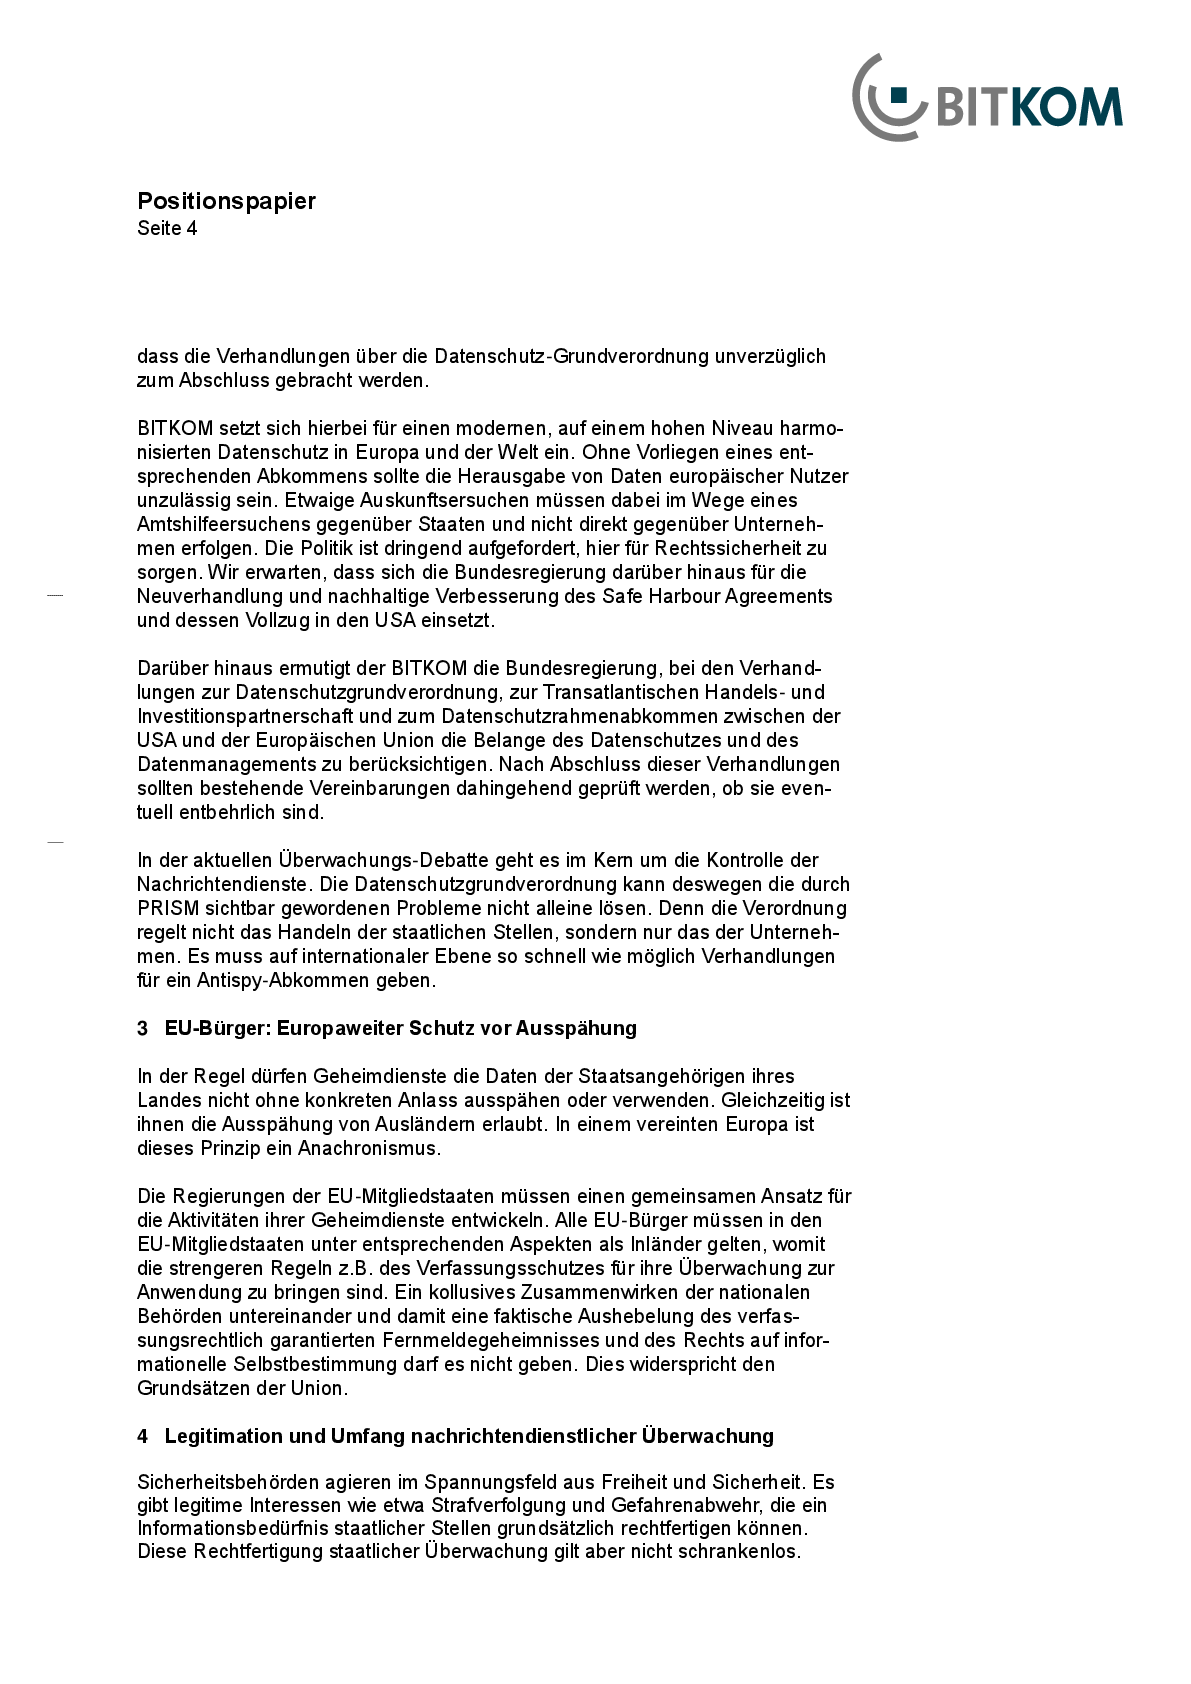 BITKOM
Positionspapier
Seite 4
dass die Verhandlungen über die Datenschutz-Grundverordnung unverzüglich
zum Abschluss gebracht werden.
BITKOM setzt sich hierbei für einen modernen, auf einem hohen Niveau harmo-
nisierten Datenschutz in Europa und der Welt ein. Ohne Vorliegen eines ent-
sprechenden Abkommens sollte die Herausgabe von Daten europäischer Nutzer
unzulässig sein. Etwaige Auskunftsersuchen müssen dabei im Wege eines
Amtshilfeersuchens gegenüber Staaten und nicht direkt gegenüber Unterneh-
men erfolgen. Die Politik ist dringend aufgefordert, hier für Rechtssicherheit zu
sorgen. Wir erwarten, dass sich die Bundesregierung darüber hinaus für die
Neuverhandlung und nachhaltige Verbesserung des Safe Harbour Agreements
und dessen Vollzug in den USA einsetzt.
Darüber hinaus ermutigt der BITKOM die Bundesregierung, bei den Verhand-
lungen zur Datenschutzgrundverordnung, zur Transatlantischen Handels- und
Investitionspartnerschaft und zum Datenschutzrahmenabkommen zwischen der
USA und der Europäischen Union die Belange des Datenschutzes und des
Datenmanagements zu berücksichtigen. Nach Abschluss dieser Verhandlungen
sollten bestehende Vereinbarungen dahingehend geprüft werden, ob sie even-
tuell entbehrlich sind.
In der aktuellen Überwachungs-Debatte geht es im Kern um die Kontrolle der
Nachrichtendienste. Die Datenschutzgrundverordnung kann deswegen die durch
PRISM sichtbar gewordenen Probleme nicht alleine lösen. Denn die Verordnung
regelt nicht das Handeln der staatlichen Stellen, sondern nur das der Unterneh-
men. Es muss auf internationaler Ebene so schnell wie möglich Verhandlungen
für ein Antispy-Abkommen geben.
3 EU-Bürger: Europaweiter Schutz vor Ausspähung
In der Regel dürfen Geheimdienste die Daten der Staatsangehörigen ihres
Landes nicht ohne konkreten Anlass ausspähen oder verwenden. Gleichzeitig ist
ihnen die Ausspähung von Ausländern erlaubt. In einem vereinten Europa ist
dieses Prinzip ein Anachronismus.
Die Regierungen der EU-Mitgliedstaaten müssen einen gemeinsamen Ansatz für
die Aktivitäten ihrer Geheimdienste entwickeln. Alle EU-Bürger müssen in den
EU-Mitgliedstaaten unter entsprechenden Aspekten als Inländer gelten, womit
die strengeren Regeln z.B. des Verfassungsschutzes für ihre Überwachung zur
Anwendung zu bringen sind. Ein kollusives Zusammenwirken der nationalen
Behörden untereinander und damit eine faktische Aushebelung des verfas-
sungsrechtlich garantierten Fernmeldegeheimnisses und des Rechts auf infor-
mationelle Selbstbestimmung darf es nicht geben. Dies widerspricht den
Grundsätzen der Union.
4 Legitimation und Umfang nachrichtendienstlicher Überwachung
Sicherheitsbehörden agieren im Spannungsfeld aus Freiheit und Sicherheit. Es
gibt legitime Interessen wie etwa Strafverfolgung und Gefahrenabwehr, die ein
Informationsbedürfnis staatlicher Stellen grundsätzlich rechtfertigen können.
Diese Rechtfertigung staatlicher Überwachung gilt aber nicht schrankenlos.